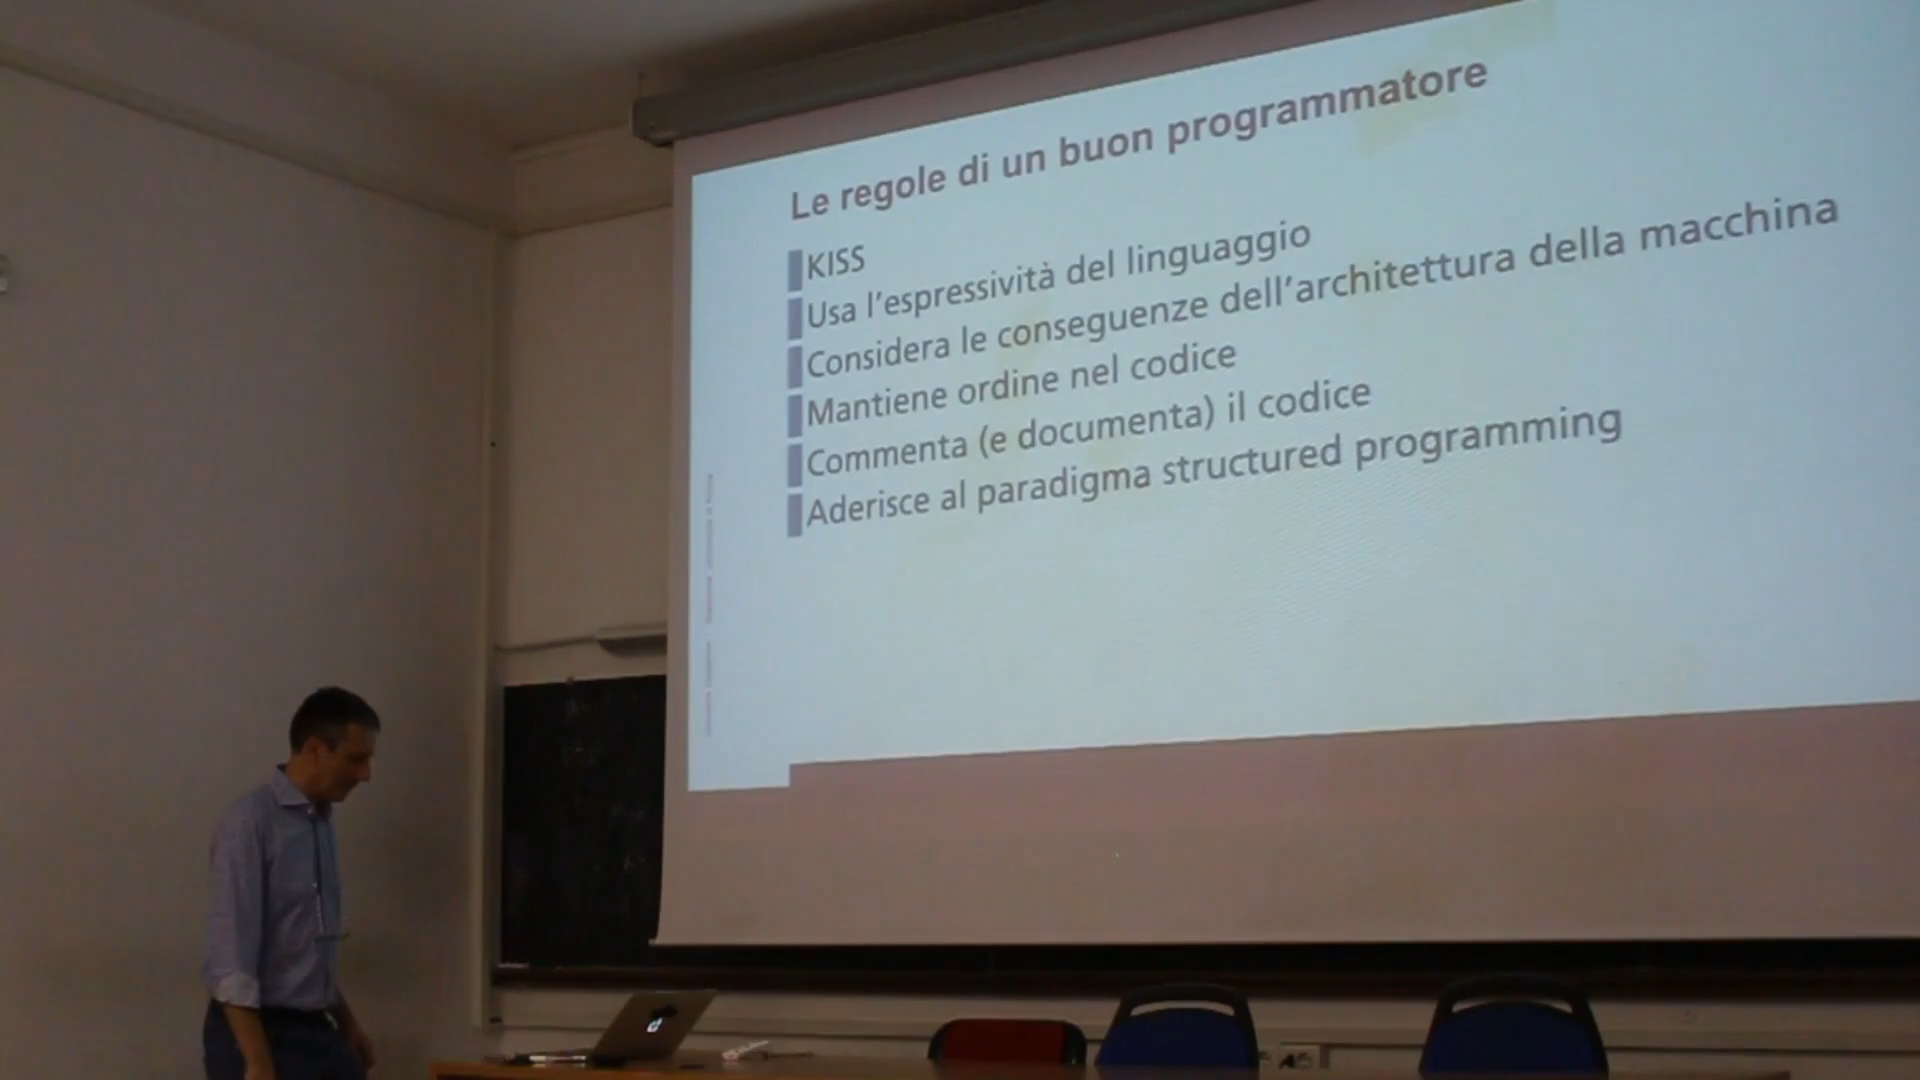 Le regole di un buon programmatore
KISS
Usa l'espressività del linguaggio
Considera le conseguenze dell'architettura della macchina
Mantiene ordine nel codice
Commenta (e documenta) il codice
Aderisce al paradigma structured programming